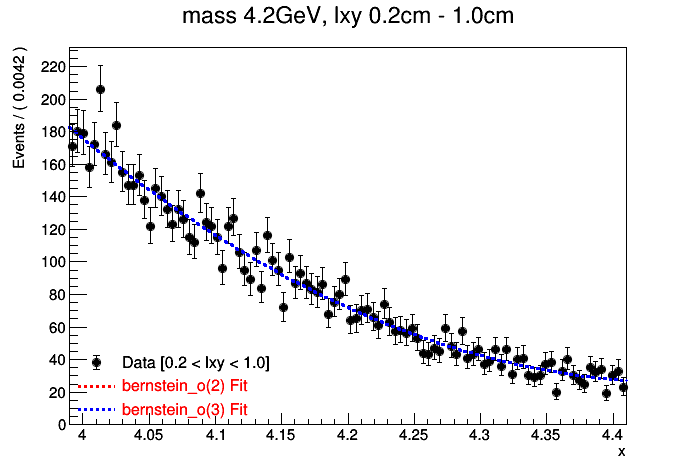 mass 4.2GeV, lxy 0.2cm - 1.0cm
Events / ( 0.0042 )
220
200
180
160
140
120
100
80
60
40
20
0
Data [0.2 < lxy < 1.0]
bernstein_o(2) Fit
bernstein_o(3) Fit
4 4.05 4.1 4.15 4.2 4.25 4.3 4.35 4.4
x